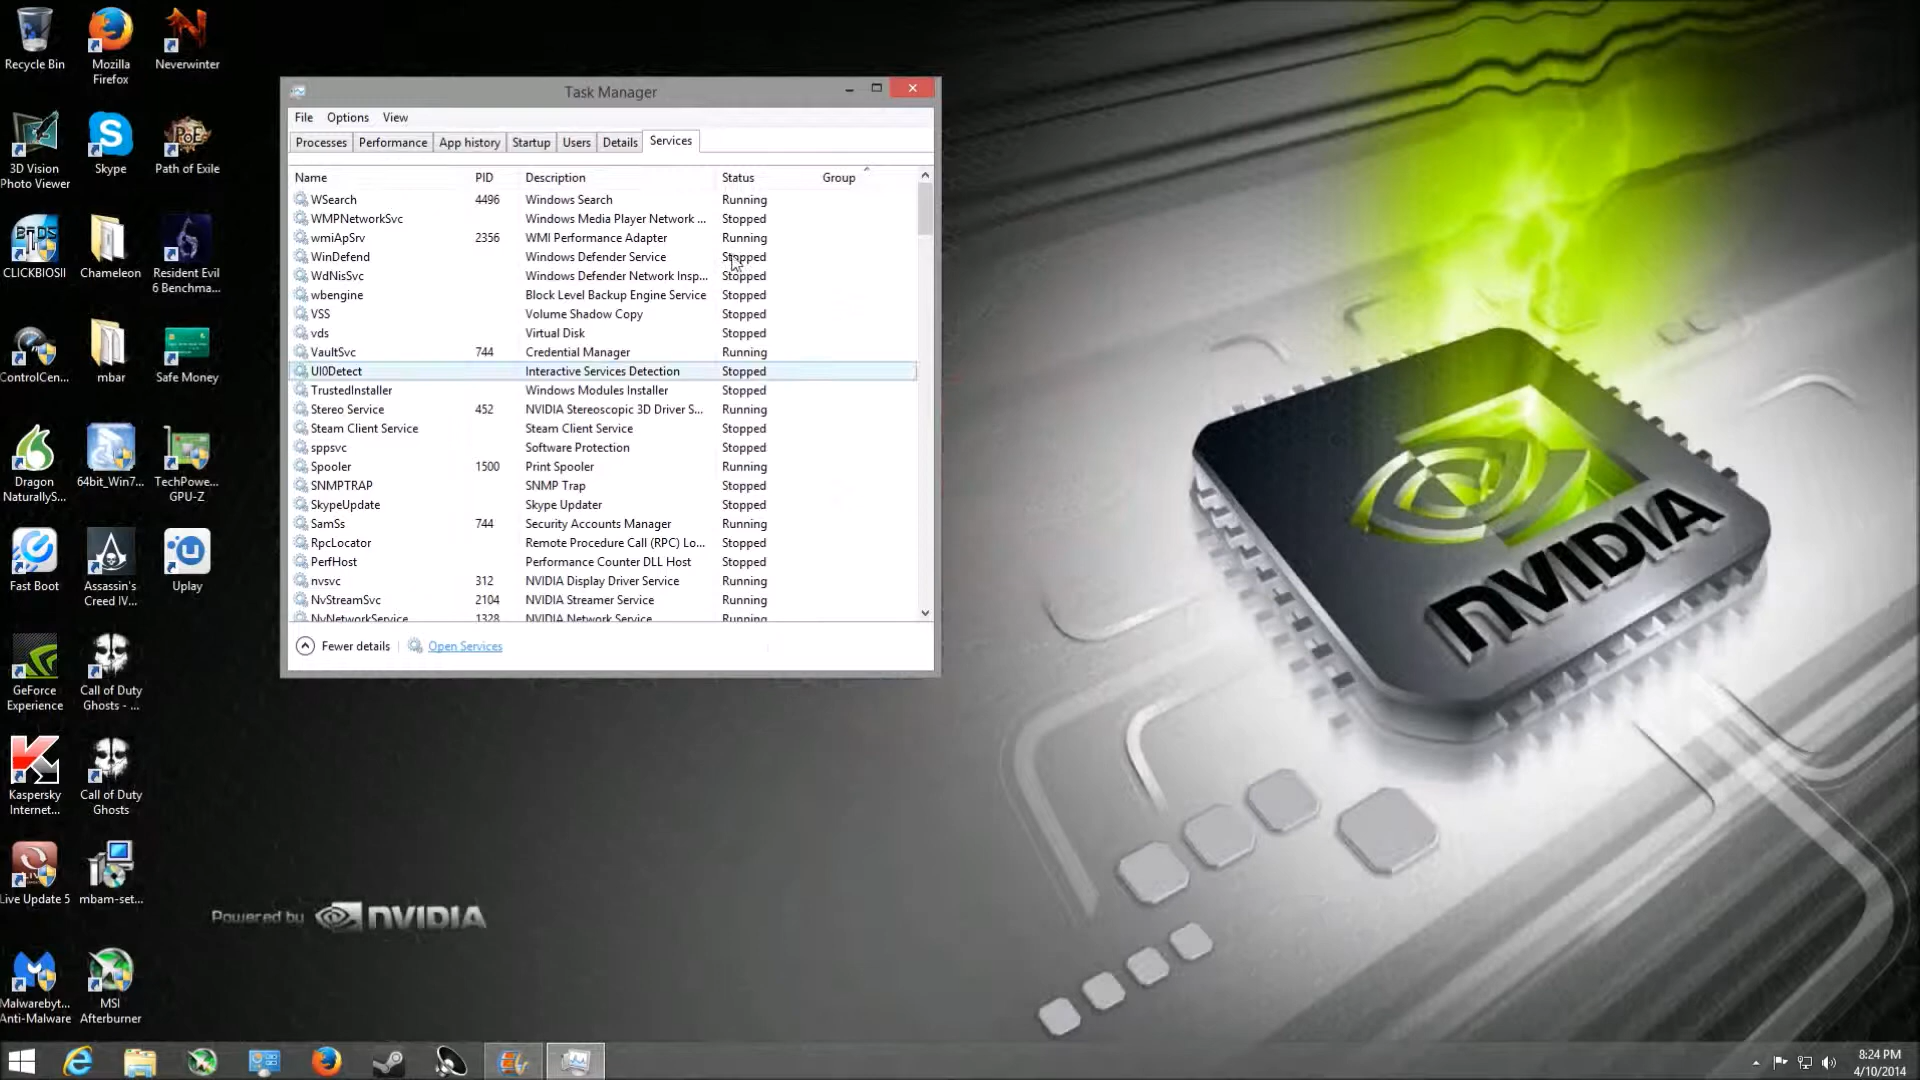 Recycle Bin
Mozilla
Firefox
Neverwinter
3D Vision
Photo Viewer
Skype
Path of Exile
CLICKBIOSII
Chameleon
Resident Evil
6 Benchma...
ControlCen...
mbar
Safe Money
Dragon
NaturallyS...
64bit_Win7...
TechPowe...
GPU-Z
Fast Boot
Assassin's
Creed IV...
Uplay
GeForce
Experience
Call of Duty
Ghosts - ...
Kaspersky
Internet...
Call of Duty
Ghosts
Live Update 5
mbam-set...
Malwarebyt...
Anti-Malware
MSI
Afterburner
Task Manager
File Options View
Processes Performance App history Startup Users Details Services
Name PID Description Status Group
WSearch 4496 Windows Search Running
WMPNetworkSvc Windows Media Player Network ... Stopped
wmiApSrv 2356 WMI Performance Adapter Running
WinDefend Windows Defender Service Stopped
WdNisSvc Windows Defender Network Insp... Stopped
wbengine Block Level Backup Engine Service Stopped
VSS Volume Shadow Copy Stopped
vds Virtual Disk Stopped
VaultSvc 744 Credential Manager Running
UI0Detect Interactive Services Detection Stopped
TrustedInstaller Windows Modules Installer Stopped
Stereo Service 452 NVIDIA Stereoscopic 3D Driver S... Running
Steam Client Service Steam Client Service Stopped
sppsvc Software Protection Stopped
Spooler 1500 Print Spooler Running
SNMPTRAP SNMP Trap Stopped
SkypeUpdate Skype Updater Stopped
SamSs 744 Security Accounts Manager Running
RpcLocator Remote Procedure Call (RPC) Lo... Stopped
PerfHost Performance Counter DLL Host Stopped
nvsvc 312 NVIDIA Display Driver Service Running
NvStreamSvc 2104 NVIDIA Streamer Service Running
NvNetworkService 1328 NVIDIA Network Service Running
Fewer details Open Services
NVIDIA
Powered by NVIDIA
8:24 PM
4/10/2014